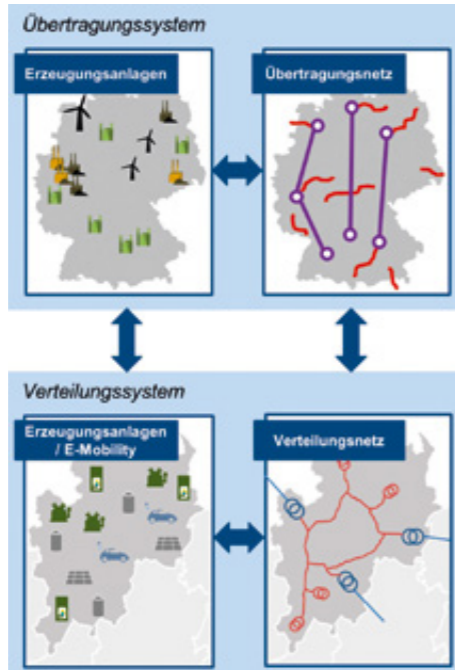 Übertragungssystem
Erzeugungsanlagen
Übertragungsnetz
Verteilungssystem
Erzeugungsanlagen
/ E-Mobility
Verteilungsnetz